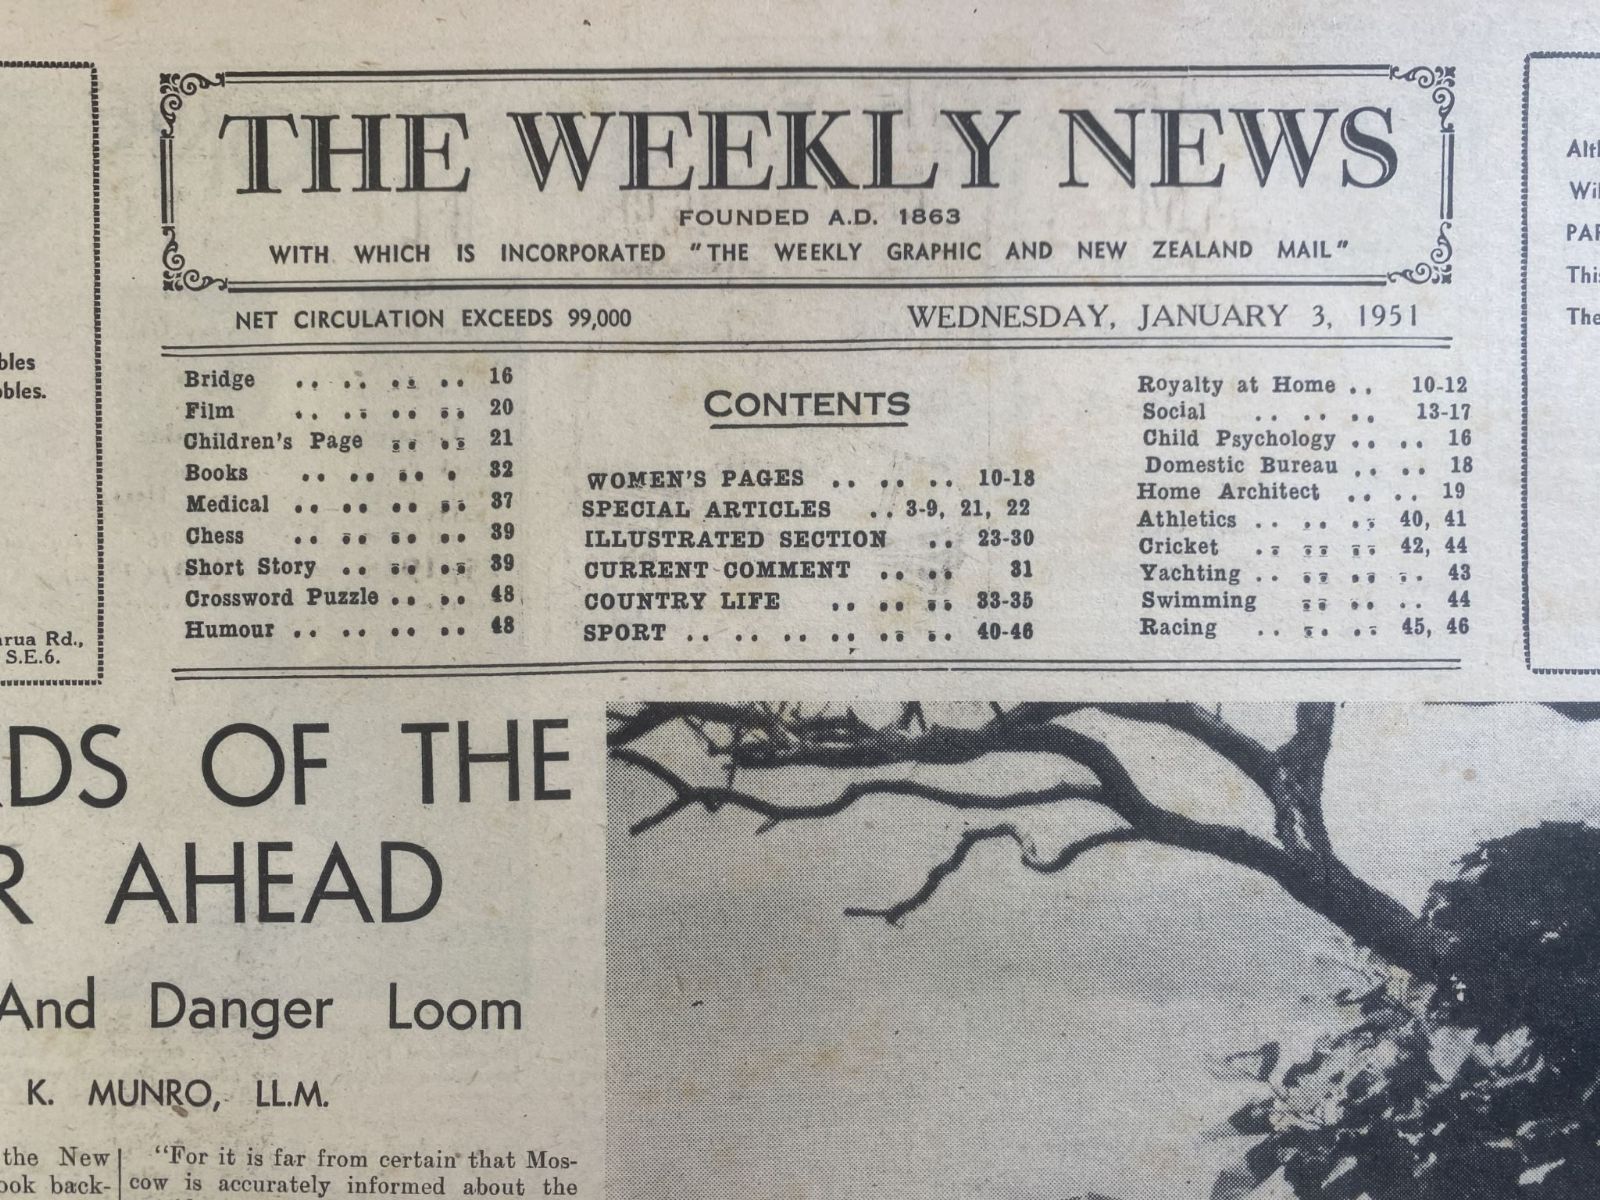 THE WEEKLY NEWS
FOUNDED A.D. 1863
WITH WHICH IS INCORPORATED "THE WEEKLY GRAPHIC AND NEW ZEALAND MAIL"
NET CIRCULATION EXCEEDS 99,000 WEDNESDAY, JANUARY 3, 1951
Bridge .. .. .. .. 16
Film .. .. .. .. 20
Children's Page .. .. 21
Books .. .. .. . 32
Medical .. .. .. .. 37
Chess .. .. .. .. 39
Short Story .. .. .. 39
Crossword Puzzle .. .. 48
Humour .. .. .. .. 48
CONTENTS
WOMEN'S PAGES .. .. .. 10-18
SPECIAL ARTICLES .. 3-9, 21, 22
ILLUSTRATED SECTION .. 23-30
CURRENT COMMENT .. .. 31
COUNTRY LIFE .. .. .. 33-35
SPORT .. .. .. .. .. .. 40-46
Royalty at Home .. 10-12
Social .. .. .. 13-17
Child Psychology .. .. 16
Domestic Bureau .. .. 18
Home Architect .. .. 19
Athletics .. .. .. 40, 41
Cricket .. .. .. 42, 44
Yachting .. .. .. .. 43
Swimming .. .. .. 44
Racing .. .. .. 45, 46
obles.
Rd.,
S.E.6.
This
The
OF THE
AHEAD
And Danger Loom
K. MUNRO, LL.M.
the New
back-
"For it is far from certain that Mos-
cow is accurately informed about the